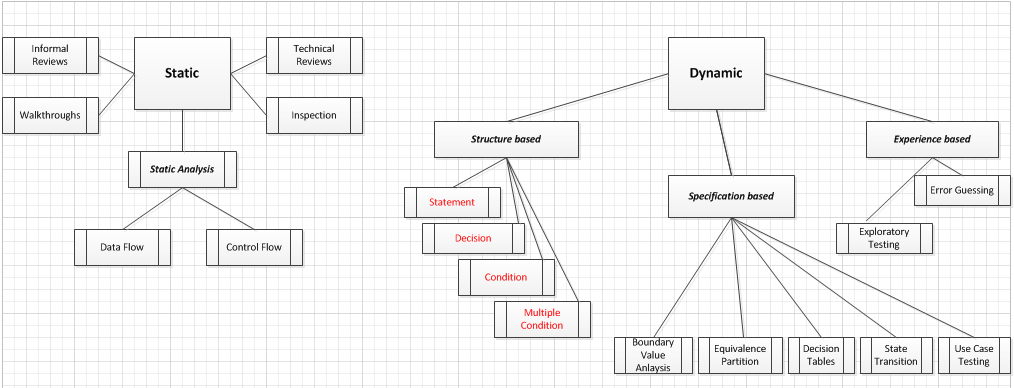 Informal
Reviews
Static
Technical
Reviews
Walkthroughs
Inspection
Static Analysis
Data Flow
Control Flow
Dynamic
Structure based
Experience based
Statement
Decision
Condition
Multiple
Condition
Specification based
Error Guessing
Exploratory
Testing
Boundary
Value
Anlaysis
Equivalence
Partition
Decision
Tables
State
Transition
Use Case
Testing